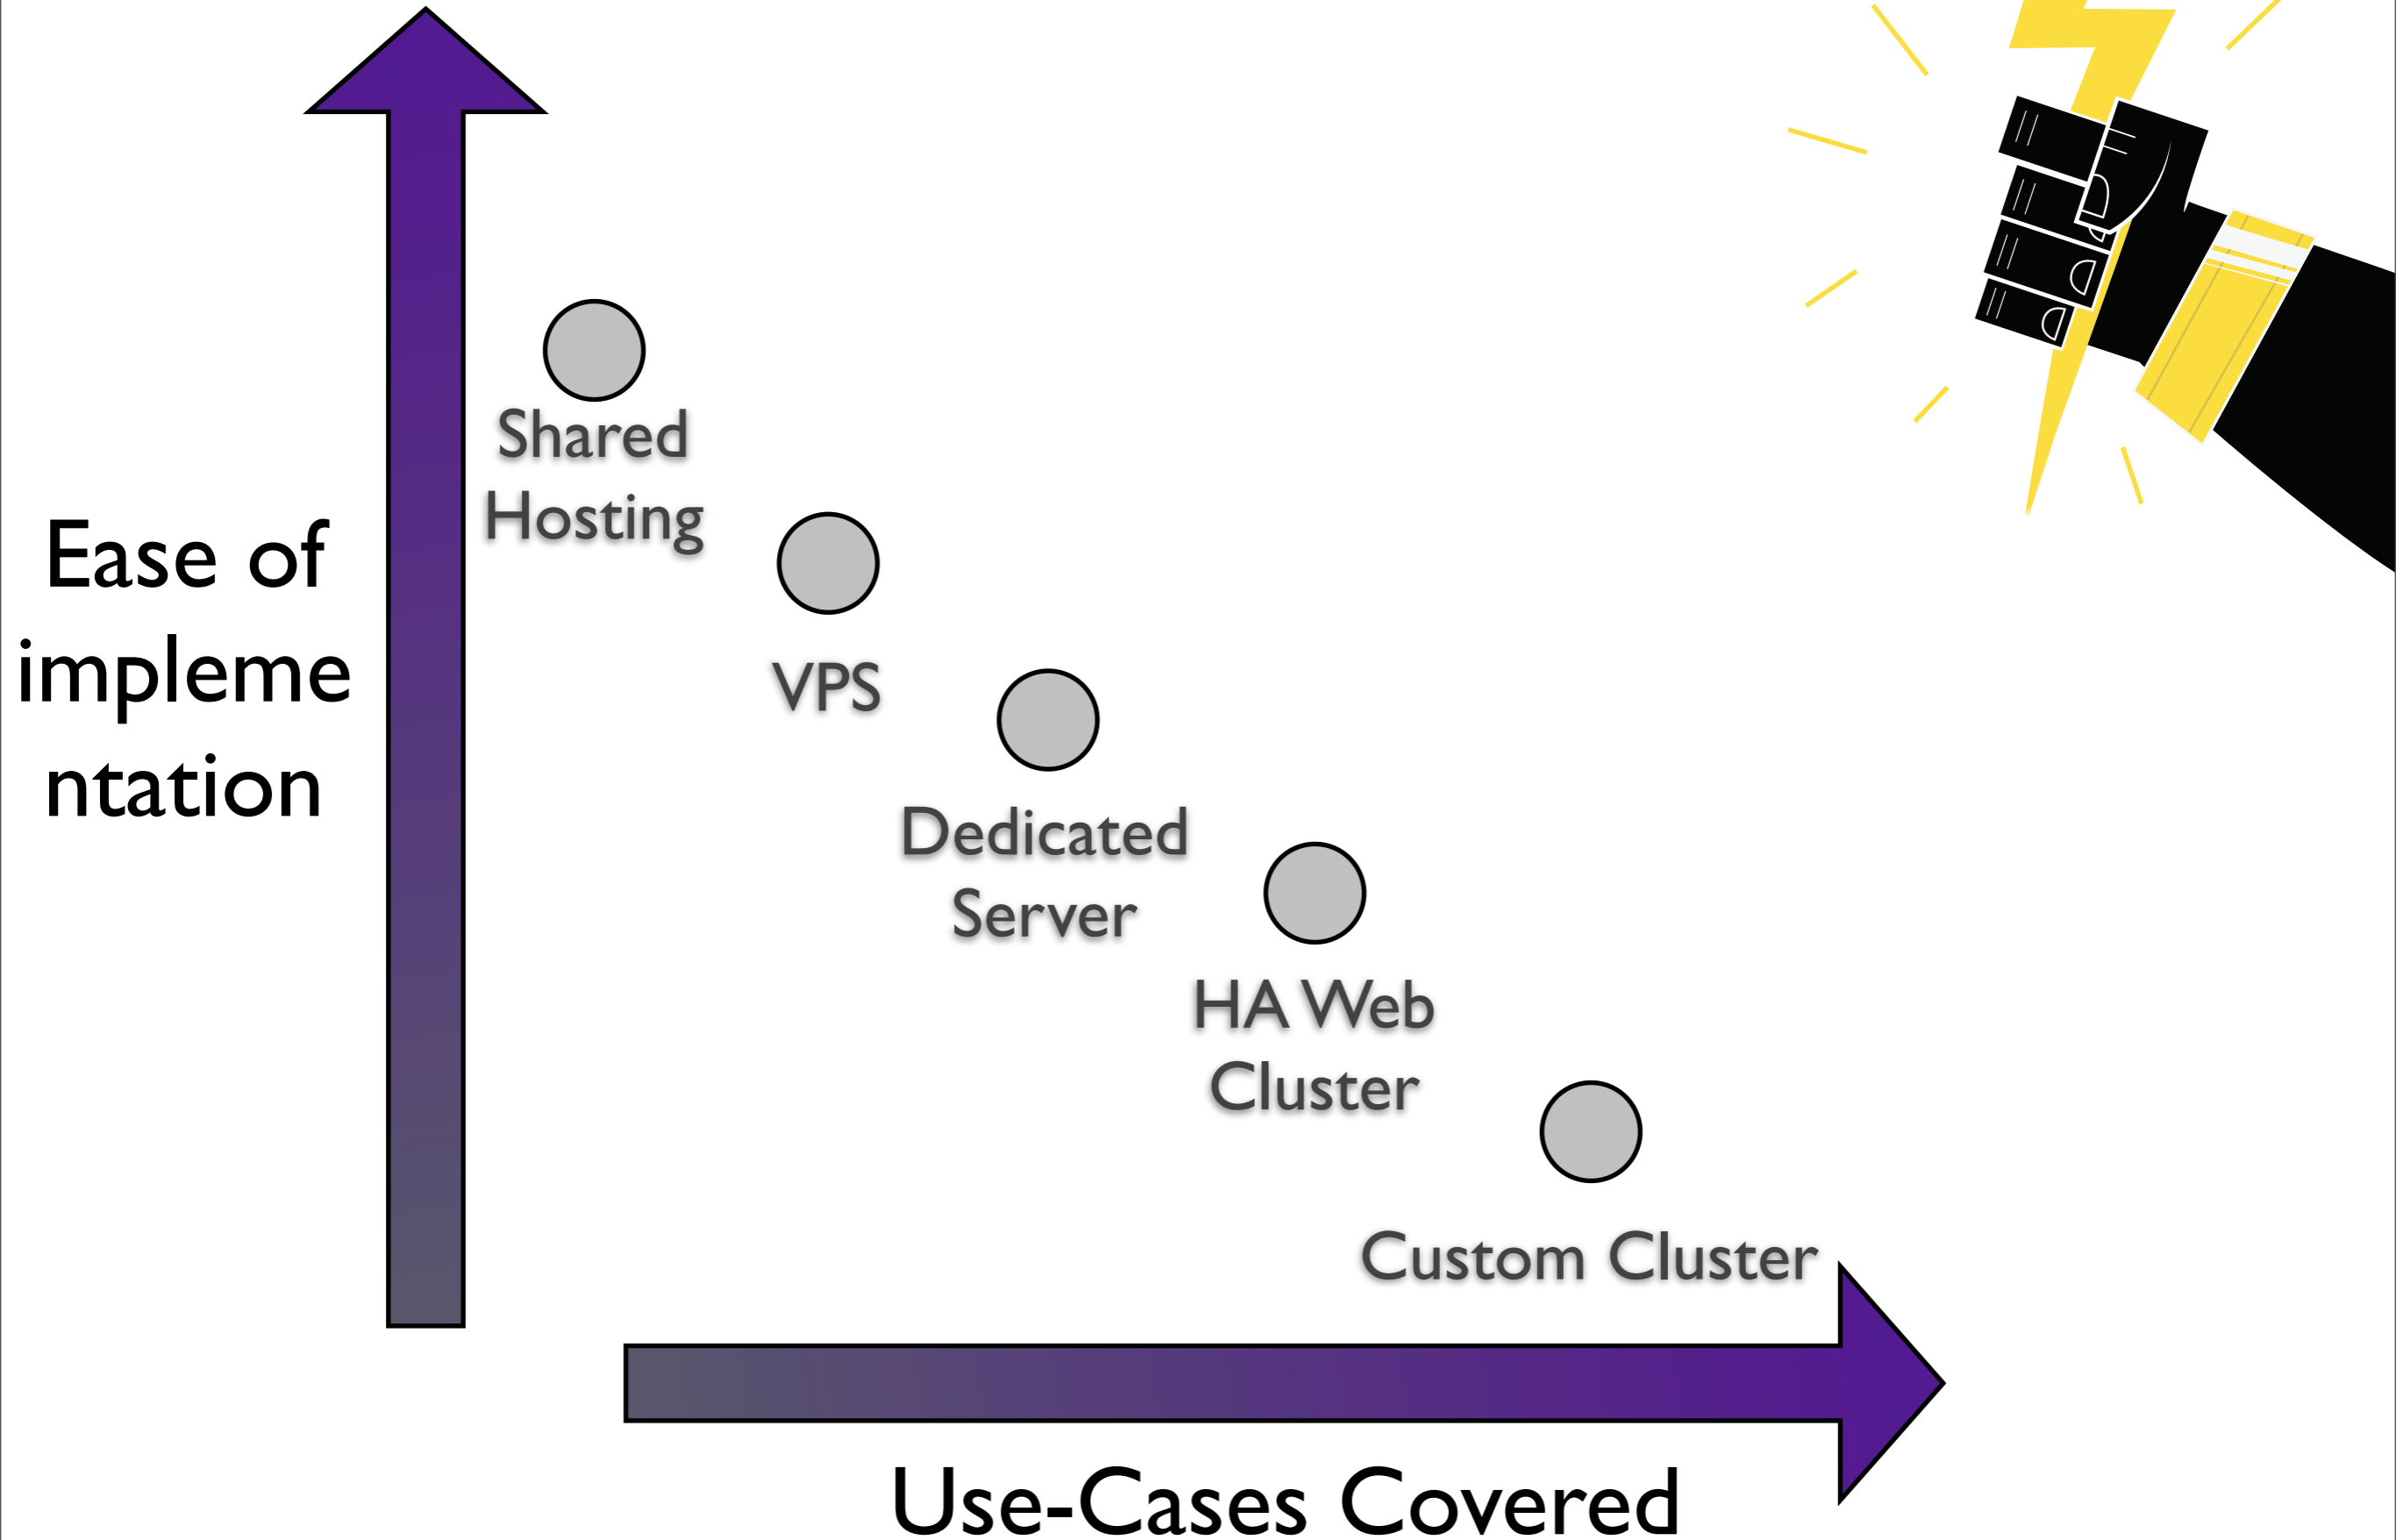 Shared
Hosting
Ease of
impleme
ntation
VPS
Dedicated
Server
HA Web
Cluster
Custom Cluster
Use-Cases Covered